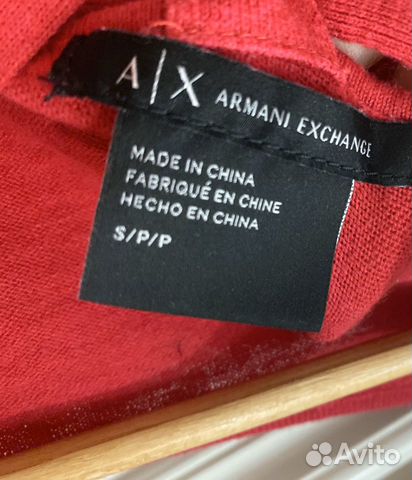 A|X ARMANI EXCHANGE
MADE IN CHINA
FABRIQUÉ EN CHINE
HECHO EN CHINA
S/P/P
Avito